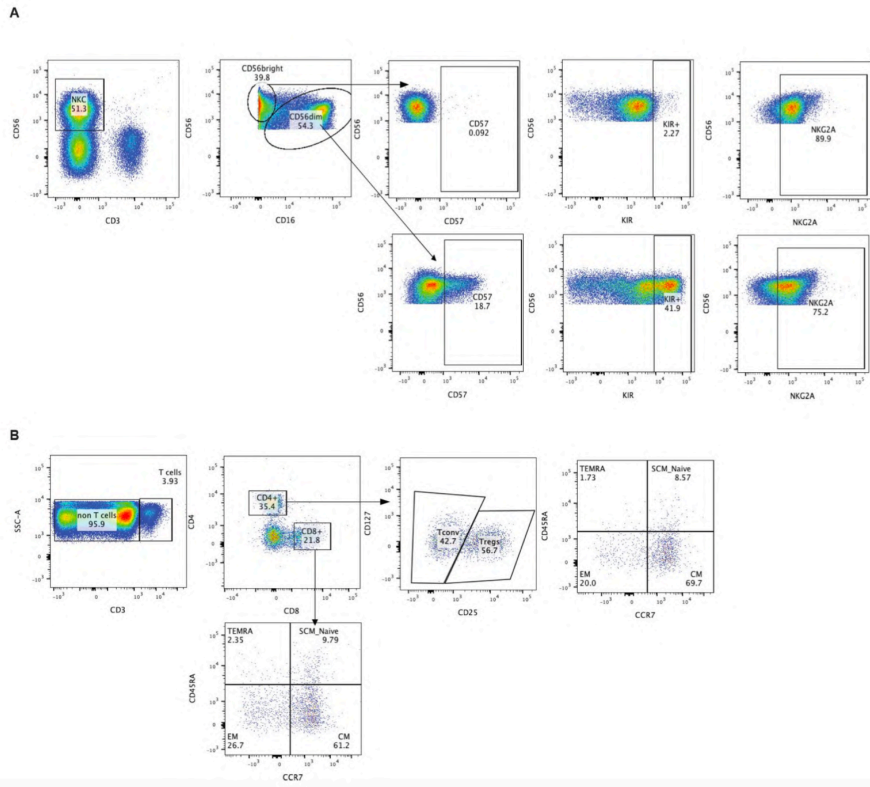 A
CD56
NKC
51.3
CD3
CD56bright
39.8
CD56dim
54.3
CD56
CD16
CD57
0.092
CD56
CD57
KIR+
2.27
CD56
KIR
NKG2A
89.9
CD56
NKG2A
CD57
18.7
CD56
CD57
KIR+
41.9
CD56
KIR
NKG2A
75.2
CD56
NKG2A
B
T cells
3.93
non T cells
95.9
SSC-A
CD3
CD4+
35.4
CD8+
21.8
CD4
CD8
Tconv
42.7
Tregs
56.7
CD127
CD25
TEMRA
1.73
SCM_Naive
8.57
EM
20.0
CM
69.7
CD45RA
CCR7
TEMRA
2.35
SCM_Naive
9.79
EM
26.7
CM
61.2
CD45RA
CCR7